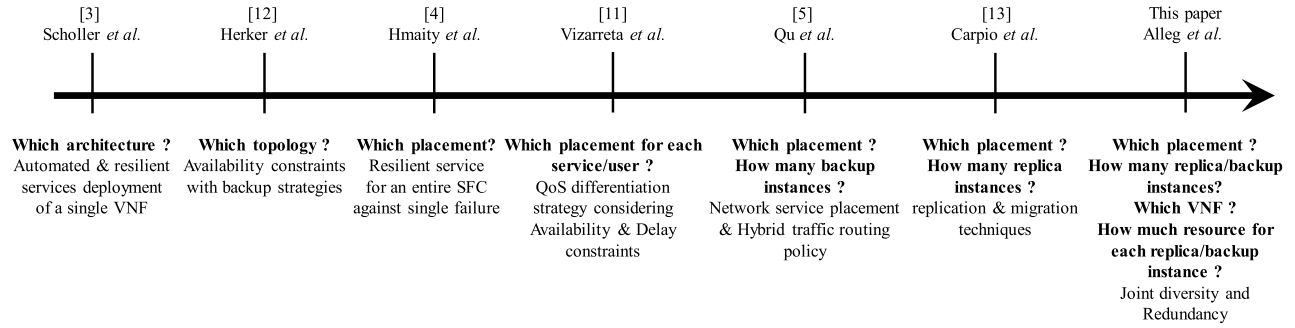 [3]
Scholler et al.
Which architecture ?
Automated & resilient
services deployment
of a single VNF
[12]
Herker et al.
Which topology ?
Availability constraints
with backup strategies
[4]
Hmaity et al.
Which placement?
Resilient service
for an entire SFC
against single failure
[11]
Vizarreta et al.
Which placement for each
service/user ?
QoS differentiation
strategy considering
Availability & Delay
constraints
[5]
Qu et al.
Which placement ?
How many backup
instances ?
Network service placement
& Hybrid traffic routing
policy
[13]
Carpio et al.
Which placement ?
How many replica
instances ?
replication & migration
techniques
This paper
Alleg et al.
Which placement ?
How many replica/backup
instances?
Which VNF ?
How much resource for
each replica/backup
instance ?
Joint diversity and
Redundancy